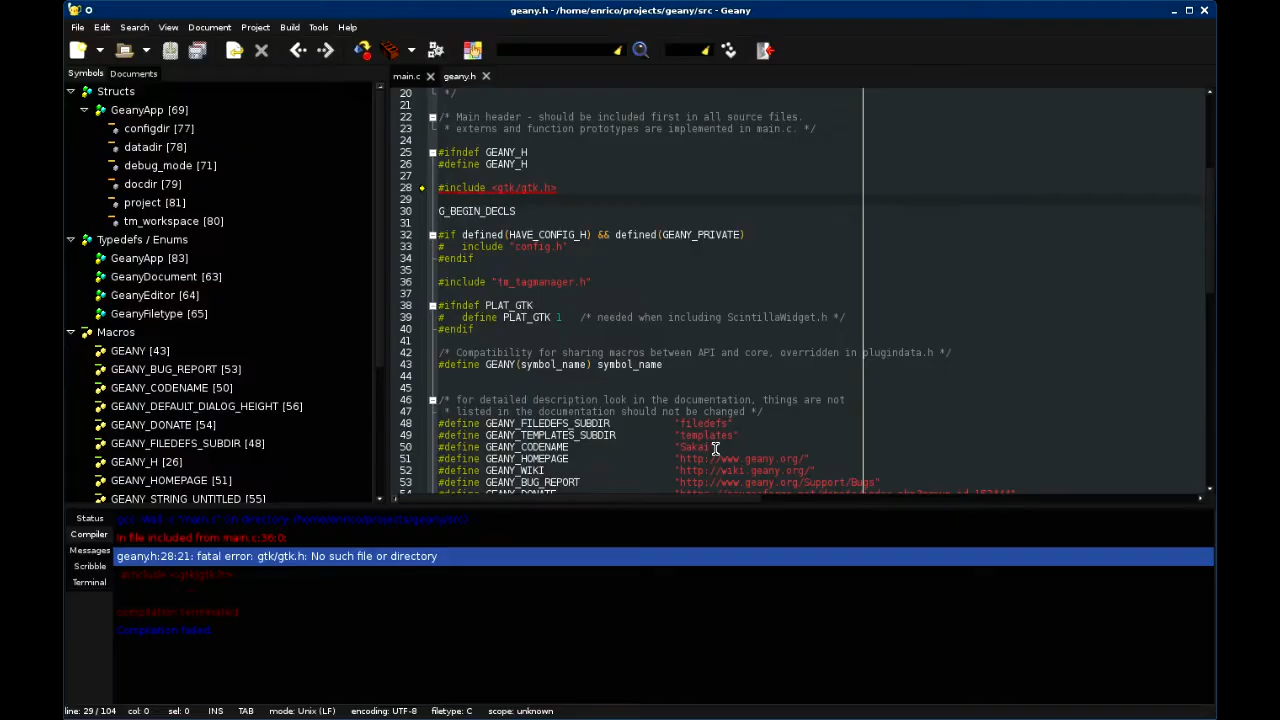 geany.h - /home/enrico/projects/geany/src - Geany
File Edit Search View Document Project Build Tools Help
Symbols Documents
main.c geany.h
Structs
GeanyApp [69]
configdir [77]
datadir [78]
debug_mode [71]
docdir [79]
project [81]
tm_workspace [80]
Typedefs / Enums
GeanyApp [83]
GeanyDocument [63]
GeanyEditor [64]
GeanyFiletype [65]
Macros
GEANY [43]
GEANY_BUG_REPORT [53]
GEANY_CODENAME [50]
GEANY_DEFAULT_DIALOG_HEIGHT [56]
GEANY_DONATE [54]
GEANY_FILEDEFS_SUBDIR [48]
GEANY_H [26]
GEANY_HOMEPAGE [51]
GEANY_STRING_UNTITLED [55]
20 */
21
22 /* Main header - should be included first in all source files.
23 * externs and function prototypes are implemented in main.c. */
24
25 #ifndef GEANY_H
26 #define GEANY_H
27
28 #include <gtk/gtk.h>
29
30 G_BEGIN_DECLS
31
32 #if defined(HAVE_CONFIG_H) && defined(GEANY_PRIVATE)
33 # include "config.h"
34 #endif
35
36 #include "tm_tagmanager.h"
37
38 #ifndef PLAT_GTK
39 # define PLAT_GTK 1 /* needed when including ScintillaWidget.h */
40 #endif
41
42 /* Compatibility for sharing macros between API and core, overridden in plugindata.h */
43 #define GEANY(symbol_name) symbol_name
44
45
46 /* for detailed description look in the documentation, things are not
47 * listed in the documentation should not be changed */
48 #define GEANY_FILEDEFS_SUBDIR "filedefs"
49 #define GEANY_TEMPLATES_SUBDIR "templates"
50 #define GEANY_CODENAME "Sakai"
51 #define GEANY_HOMEPAGE "http://www.geany.org/"
52 #define GEANY_WIKI "http://wiki.geany.org/"
53 #define GEANY_BUG_REPORT "http://www.geany.org/Support/Bugs"
54 #define GEANY_DONATE
Status
Compiler
Messages
Scribble
Terminal
In file included from main.c:36:0:
geany.h:28:21: fatal error: gtk/gtk.h: No such file or directory
#include <gtk/gtk.h>
^
compilation terminated.
Compilation failed.
line: 29 / 104 col: 0 sel: 0 INS TAB mode: Unix (LF) encoding: UTF-8 filetype: C scope: unknown